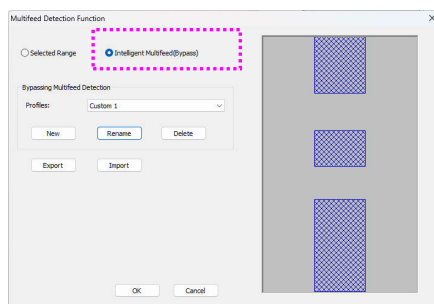 Multifeed Detection Function
Selected Range
Intelligent Multifeed(Bypass)
Bypassing Multifeed Detection
Profiles:
Custom 1
New
Rename
Delete
Export
Import
OK
Cancel